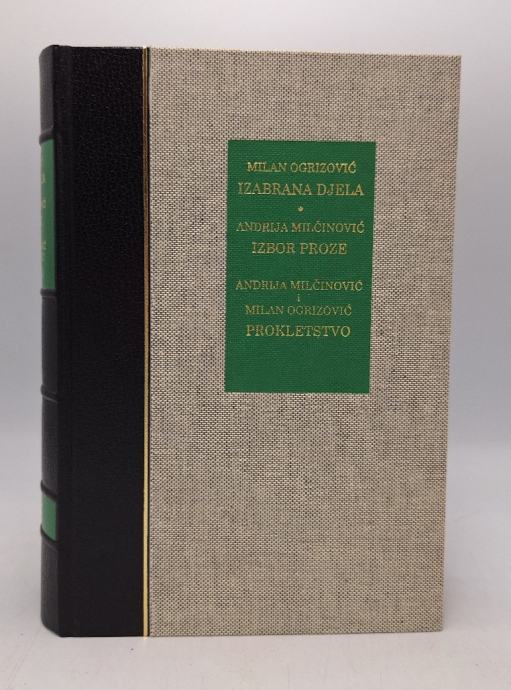 MILAN OGRIZOVIĆ
IZABRANA DJELA
*
ANDRIJA MILČINOVIĆ
IZBOR PROZE
ANDRIJA MILČINOVIĆ
i
MILAN OGRIZOVIĆ
PROKLETSTVO